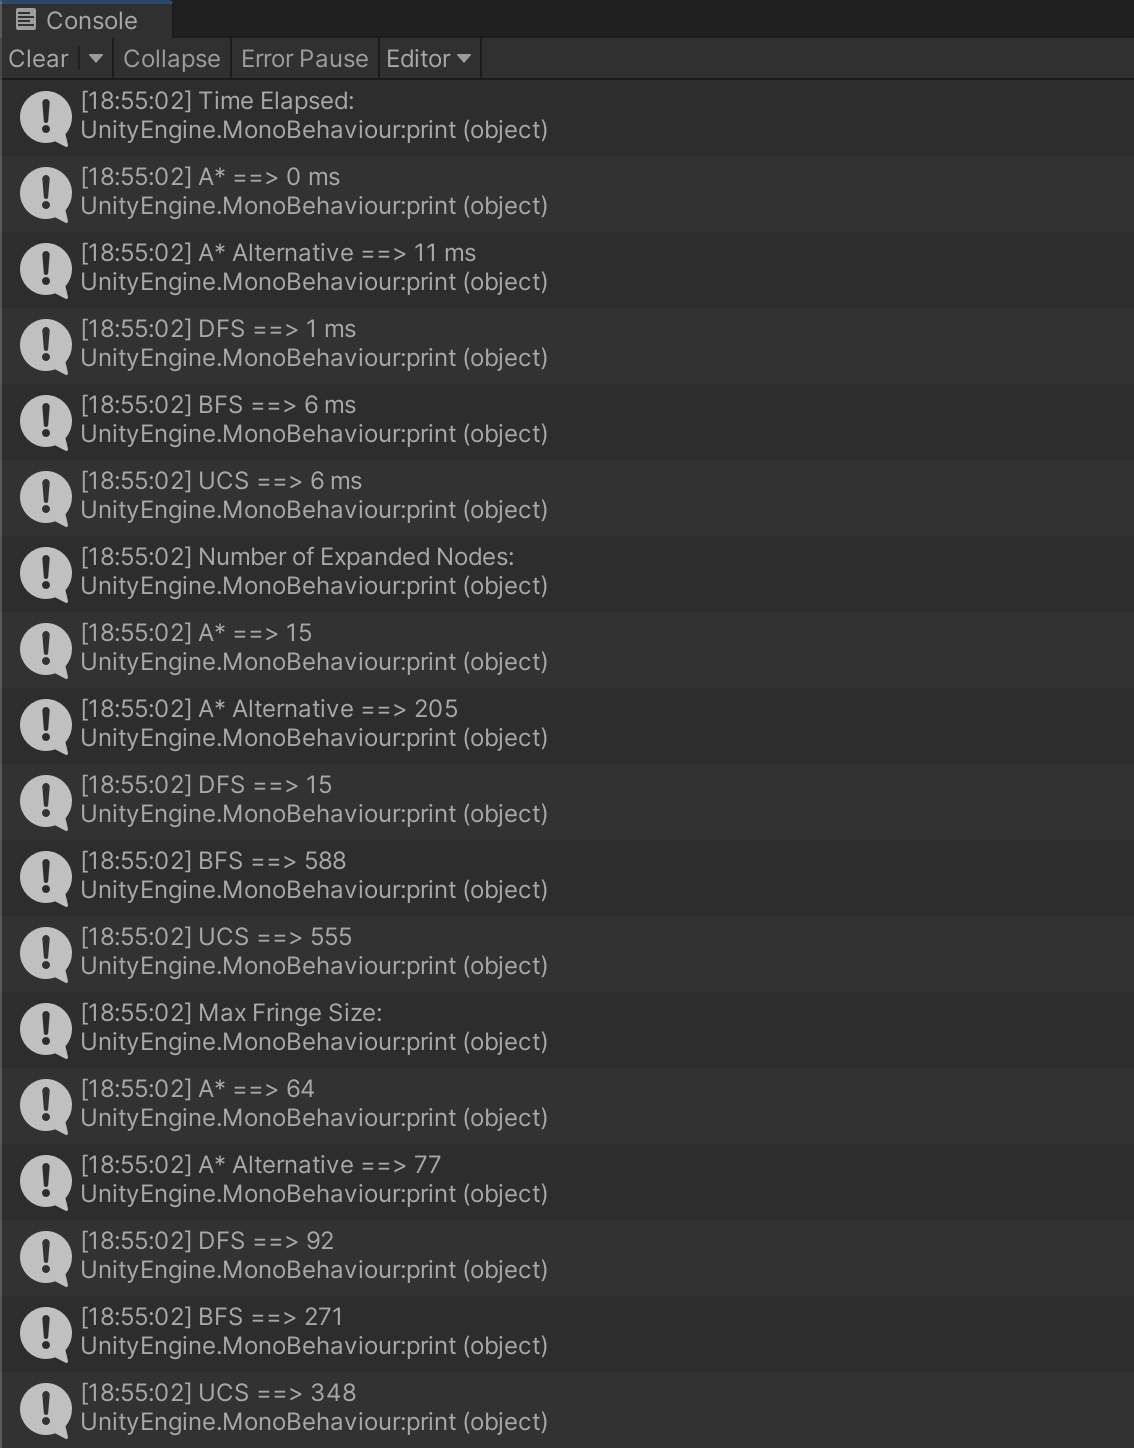 Console
Clear Collapse Error Pause Editor
[18:55:02] Time Elapsed:
UnityEngine.MonoBehaviour:print (object)
[18:55:02] A* ==> 0 ms
UnityEngine.MonoBehaviour:print (object)
[18:55:02] A* Alternative ==> 11 ms
UnityEngine.MonoBehaviour:print (object)
[18:55:02] DFS ==> 1 ms
UnityEngine.MonoBehaviour:print (object)
[18:55:02] BFS ==> 6 ms
UnityEngine.MonoBehaviour:print (object)
[18:55:02] UCS ==> 6 ms
UnityEngine.MonoBehaviour:print (object)
[18:55:02] Number of Expanded Nodes:
UnityEngine.MonoBehaviour:print (object)
[18:55:02] A* ==> 15
UnityEngine.MonoBehaviour:print (object)
[18:55:02] A* Alternative ==> 205
UnityEngine.MonoBehaviour:print (object)
[18:55:02] DFS ==> 15
UnityEngine.MonoBehaviour:print (object)
[18:55:02] BFS ==> 588
UnityEngine.MonoBehaviour:print (object)
[18:55:02] UCS ==> 555
UnityEngine.MonoBehaviour:print (object)
[18:55:02] Max Fringe Size:
UnityEngine.MonoBehaviour:print (object)
[18:55:02] A* ==> 64
UnityEngine.MonoBehaviour:print (object)
[18:55:02] A* Alternative ==> 77
UnityEngine.MonoBehaviour:print (object)
[18:55:02] DFS ==> 92
UnityEngine.MonoBehaviour:print (object)
[18:55:02] BFS ==> 271
UnityEngine.MonoBehaviour:print (object)
[18:55:02] UCS ==> 348
UnityEngine.MonoBehaviour:print (object)